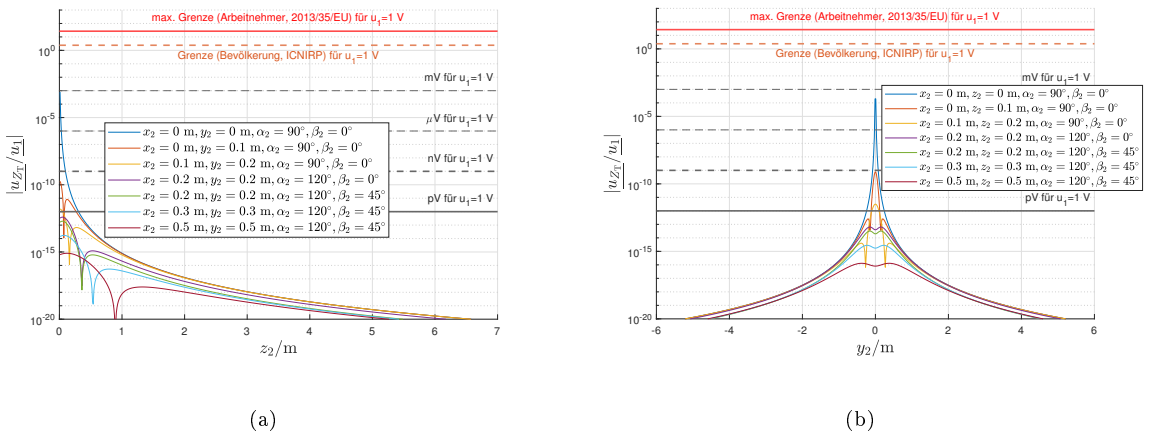 max. Grenze (Arbeitnehmer, 2013/35/EU) für u₁=1 V
Grenze (Bevölkerung, ICNIRP) für u₁=1 V
mV für u₁=1 V
μV für u₁=1 V
nV für u₁=1 V
pV für u₁=1 V
x₂ = 0 m, y₂ = 0 m, α₂ = 90°, β₂ = 0°
x₂ = 0 m, y₂ = 0.1 m, α₂ = 90°, β₂ = 0°
x₂ = 0.1 m, y₂ = 0.2 m, α₂ = 90°, β₂ = 0°
x₂ = 0.2 m, y₂ = 0.2 m, α₂ = 120°, β₂ = 0°
x₂ = 0.2 m, y₂ = 0.2 m, α₂ = 120°, β₂ = 45°
x₂ = 0.3 m, y₂ = 0.3 m, α₂ = 120°, β₂ = 45°
x₂ = 0.5 m, y₂ = 0.5 m, α₂ = 120°, β₂ = 45°
10⁰
10⁻⁵
10⁻¹⁰
10⁻¹⁵
10⁻²⁰
|u_{Z_T}/u₁|
0 1 2 3 4 5 6 7
z₂/m
(a)
max. Grenze (Arbeitnehmer, 2013/35/EU) für u₁=1 V
Grenze (Bevölkerung, ICNIRP) für u₁=1 V
mV für u₁=1 V
x₂ = 0 m, z₂ = 0 m, α₂ = 90°, β₂ = 0°
x₂ = 0 m, z₂ = 0.1 m, α₂ = 90°, β₂ = 0°
x₂ = 0.1 m, z₂ = 0.2 m, α₂ = 90°, β₂ = 0°
x₂ = 0.2 m, z₂ = 0.2 m, α₂ = 120°, β₂ = 0°
x₂ = 0.2 m, z₂ = 0.2 m, α₂ = 120°, β₂ = 45°
x₂ = 0.3 m, z₂ = 0.3 m, α₂ = 120°, β₂ = 45°
x₂ = 0.5 m, z₂ = 0.5 m, α₂ = 120°, β₂ = 45°
pV für u₁=1 V
10⁰
10⁻⁵
10⁻¹⁰
10⁻¹⁵
10⁻²⁰
|u_{Z_T}/u₁|
-6 -4 -2 0 2 4 6
y₂/m
(b)